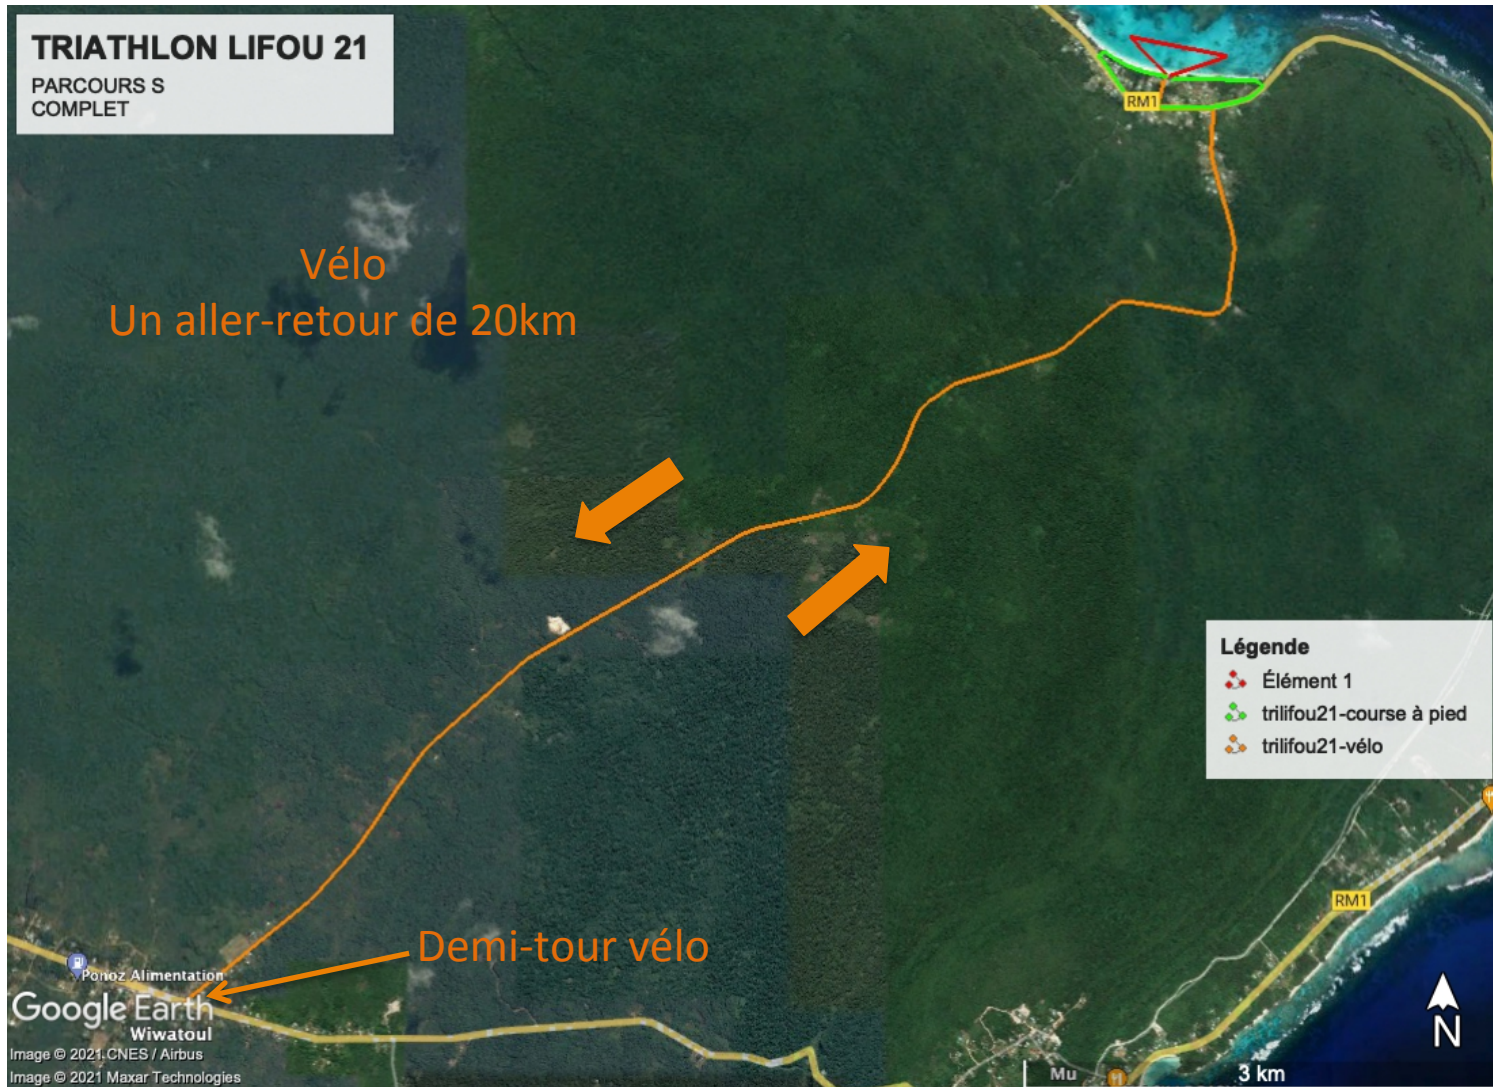 TRIATHLON LIFOU 21
PARCOURS S
COMPLET
RM1
Vélo
Un aller-retour de 20km
Légende
Élément 1
trilifou21-course à pied
trilifou21-vélo
RM1
Demi-tour vélo
Ponoz Alimentation
Google Earth
Wiwatoul
N
Image © 2021 CNES / Airbus
Image © 2021 Maxar Technologies
Mu
3 km